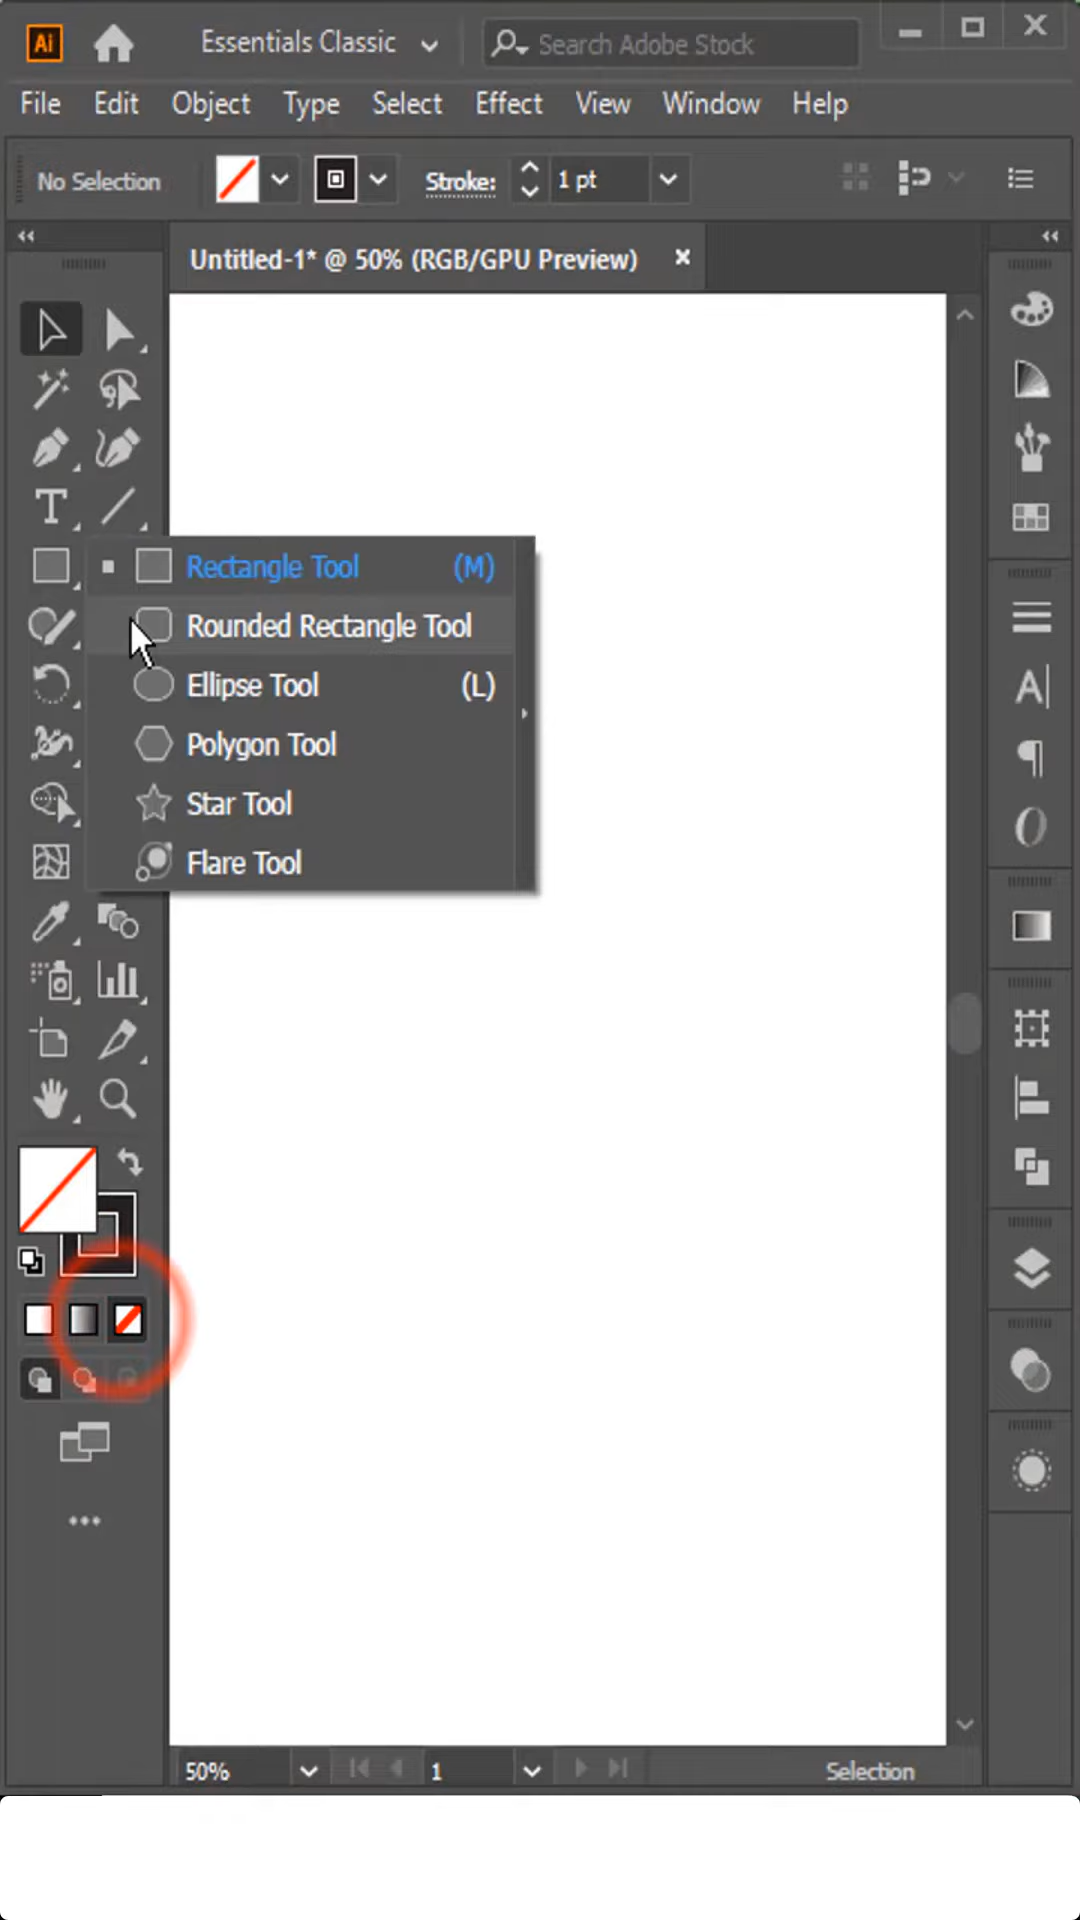 Ai
Essentials Classic
Search Adobe Stock
File Edit Object Type Select Effect View Window Help
No Selection
Stroke:
1 pt
Untitled-1* @ 50% (RGB/GPU Preview)
Rectangle Tool (M)
Rounded Rectangle Tool
Ellipse Tool (L)
Polygon Tool
Star Tool
Flare Tool
50%
1
Selection